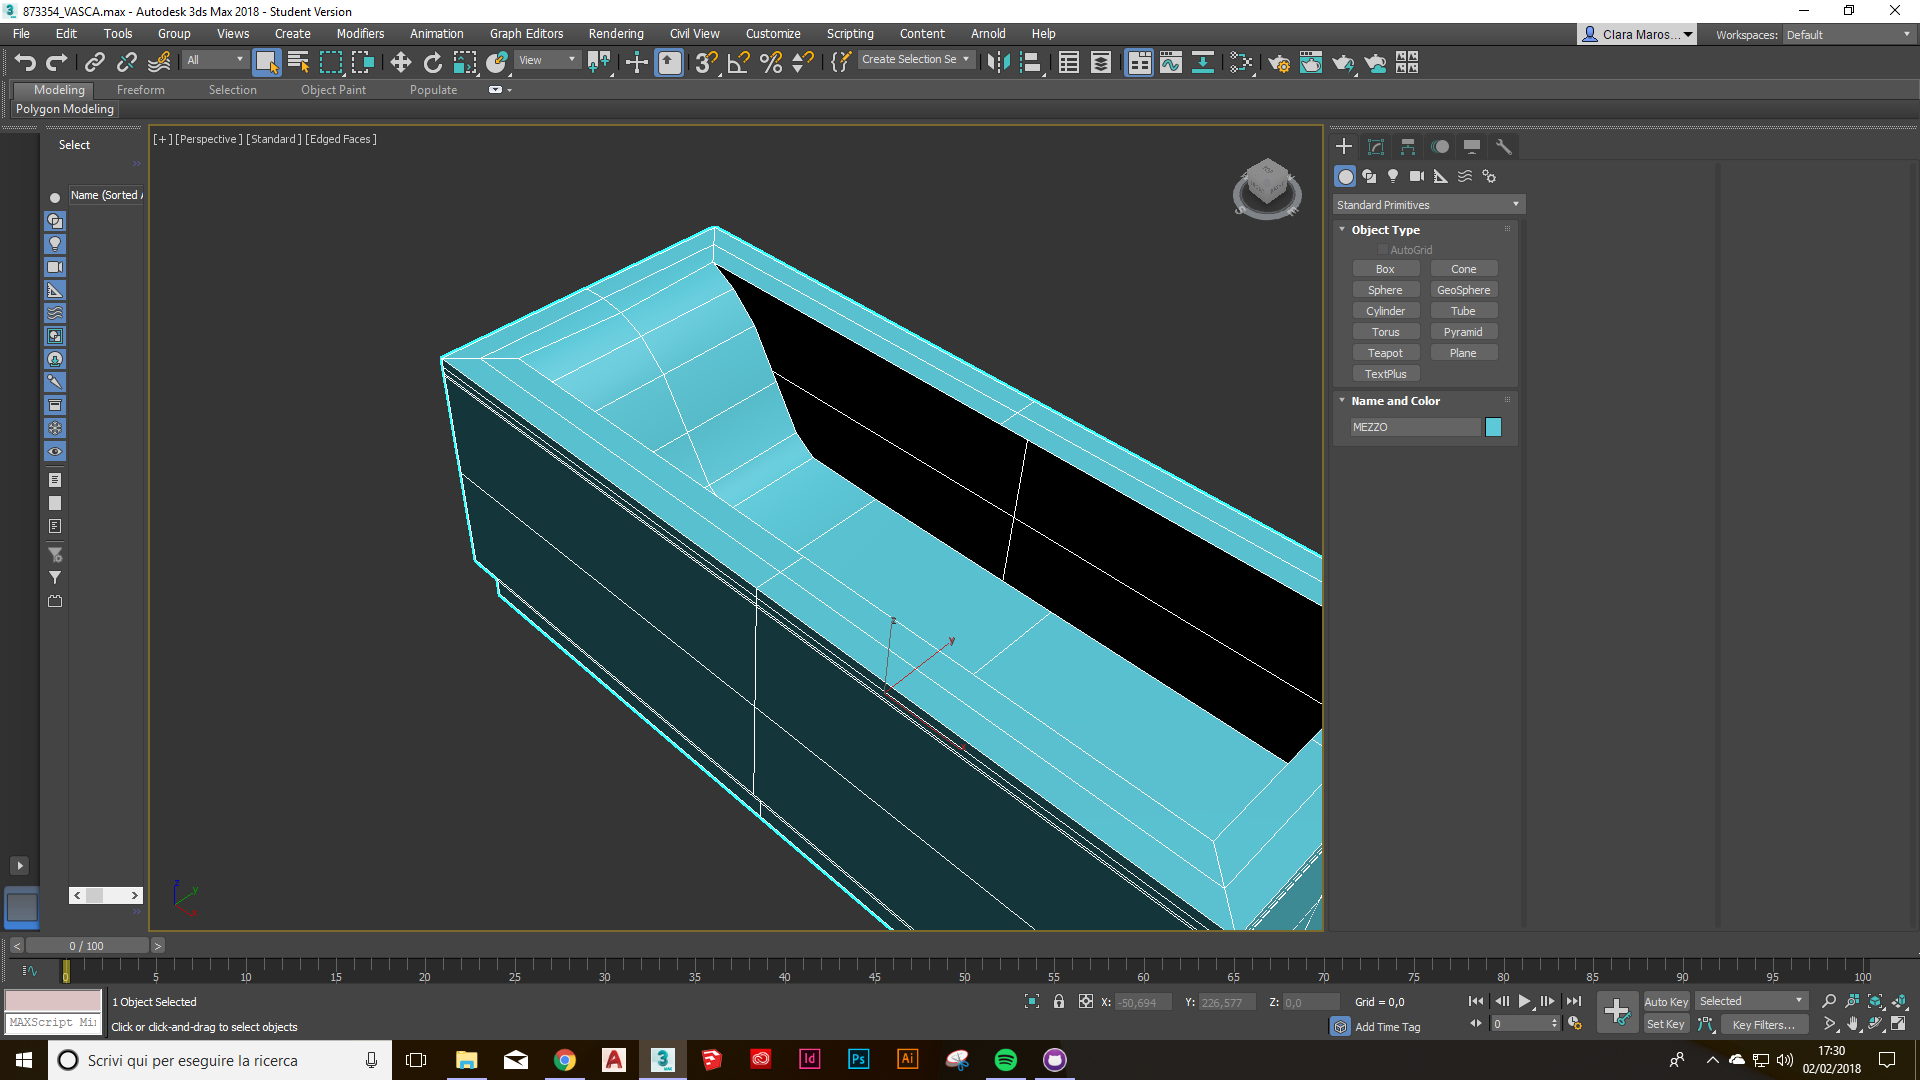 873354_VASCA.max - Autodesk 3ds Max 2018 - Student Version
File Edit Tools Group Views Create Modifiers Animation Graph Editors Rendering Civil View Customize Scripting Content Arnold Help
Clara Maros...
Workspaces: Default
All
View
Create Selection Se
Modeling Freeform Selection Object Paint Populate
Polygon Modeling
Select
Name (Sorted A
[+] [Perspective] [Standard] [Edged Faces]
TOP
Standard Primitives
Object Type
AutoGrid
Box Cone
Sphere GeoSphere
Cylinder Tube
Torus Pyramid
Teapot Plane
TextPlus
Name and Color
MEZZO
z
y
x
z
y
x
< 0 / 100 >
0 5 10 15 20 25 30 35 40 45 50 55 60 65 70 75 80 85 90 95 100
1 Object Selected
X: -50,694 Y: 226,577 Z: 0,0 Grid = 0,0
Auto Key Selected
MAXScript Mi
Click or click-and-drag to select objects
Add Time Tag
0
Set Key Key Filters...
Scrivi qui per eseguire la ricerca
3 MAX
Id Ps Ai
17:30
02/02/2018